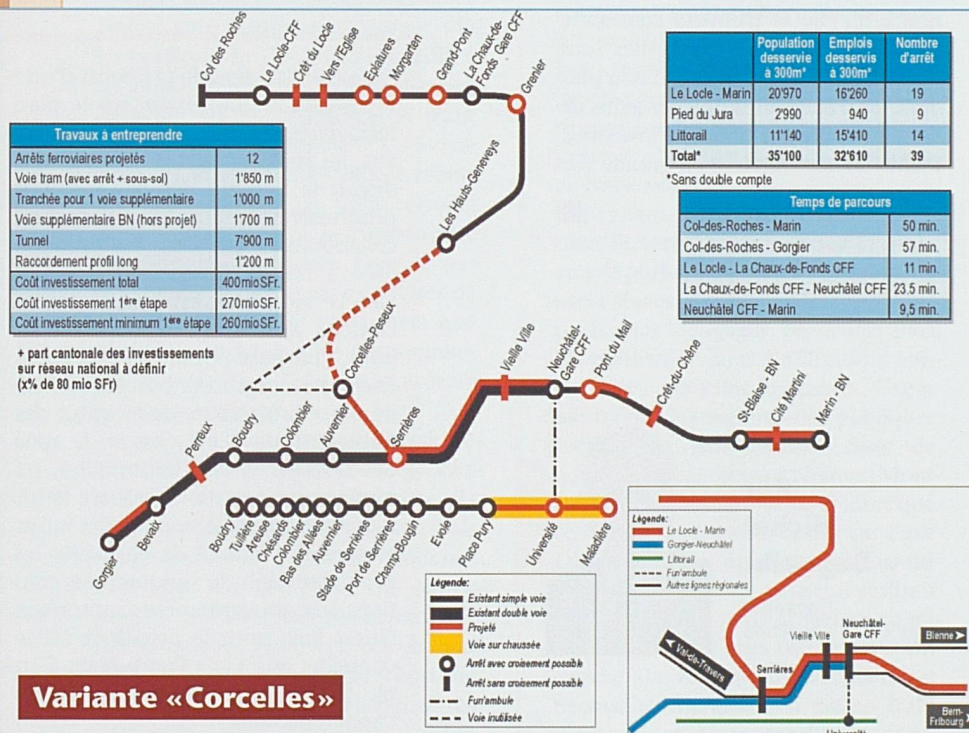 Col des Roches
Le Locle-CFF
Crêt du Locle
Vers l'Eglise
Eplatures
Morgarten
Grand-Pont
La Chaux-de-
Fonds Gare CFF
Grenier
Les Hauts-Geneveys
Corcelles-Peseux
Travaux à entreprendre
Arrêts ferroviaires projetés 12
Voie tram (avec arrêt + sous-sol) 1'850 m
Tranchée pour 1 voie supplémentaire 1'000 m
Voie supplémentaire BN (hors projet) 1'700 m
Tunnel 7'900 m
Raccordement profil long 1'200 m
Coût investissement total 400 mio SFr.
Coût investissement 1ère étape 270 mio SFr.
Coût investissement minimum 1ère étape 260 mio SFr.
+ part cantonale des investissements
sur réseau national à définir
(x% de 80 mio SFr)
Population desservie à 300m* Emplois desservis à 300m* Nombre d'arrêt
Le Locle - Marin 20'970 16'260 19
Pied du Jura 2'990 940 9
Littorail 11'140 15'410 14
Total* 35'100 32'610 39
*Sans double compte
Temps de parcours
Col-des-Roches - Marin 50 min.
Col-des-Roches - Gorgier 57 min.
Le Locle - La Chaux-de-Fonds CFF 11 min.
La Chaux-de-Fonds CFF - Neuchâtel CFF 23.5 min.
Neuchâtel CFF - Marin 9,5 min.
Gorgier
Bevaix
Perreux
Boudry
Colombier
Auvernier
Serrières
Vieille Ville
Neuchâtel-
Gare CFF
Pont du Mail
Crêt-du-Chêne
St-Blaise - BN
Cité Martini
Marin - BN
Boudry
Tuilière
Areuse
Chésards
Colombier
Bas des Allées
Auvernier
Stade de Serrières
Port de Serrières
Champ-Bougin
Evole
Place Pury
Université
Maladière
Légende:
Existant simple voie
Existant double voie
Projeté
Voie sur chaussée
Arrêt avec croisement possible
Arrêt sans croisement possible
Fun'ambule
Voie inutilisée
Variante «Corcelles»
Légende:
Le Locle - Marin
Gorgier-Neuchâtel
Littorail
Fun'ambule
Autres lignes régionales
Val-de-Travers
Serrières
Vieille Ville
Neuchâtel-
Gare CFF
Bienne
Bern-
Fribourg
Université